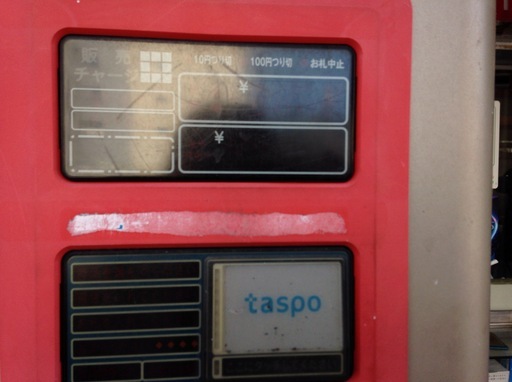 販売 10円つり切 100円つり切 お札中止
チャージ
¥
¥
taspo